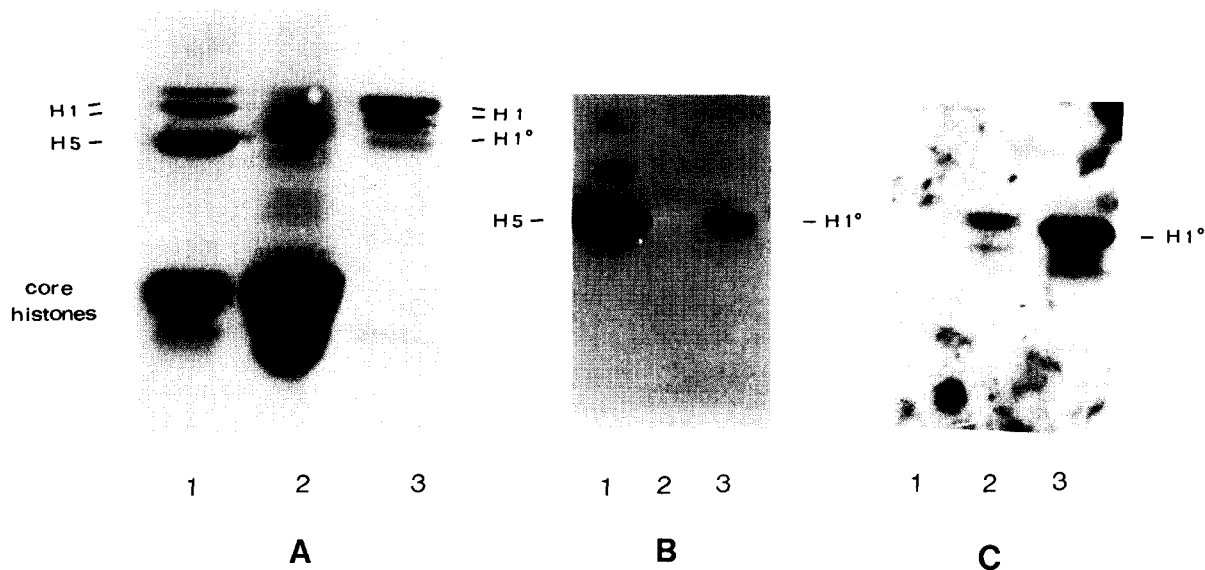 H1 =
H5 –
core
histones
= H1
– H1°
H5 –
– H1°
– H1°
1 2 3
1 2 3
1 2 3
A
B
C